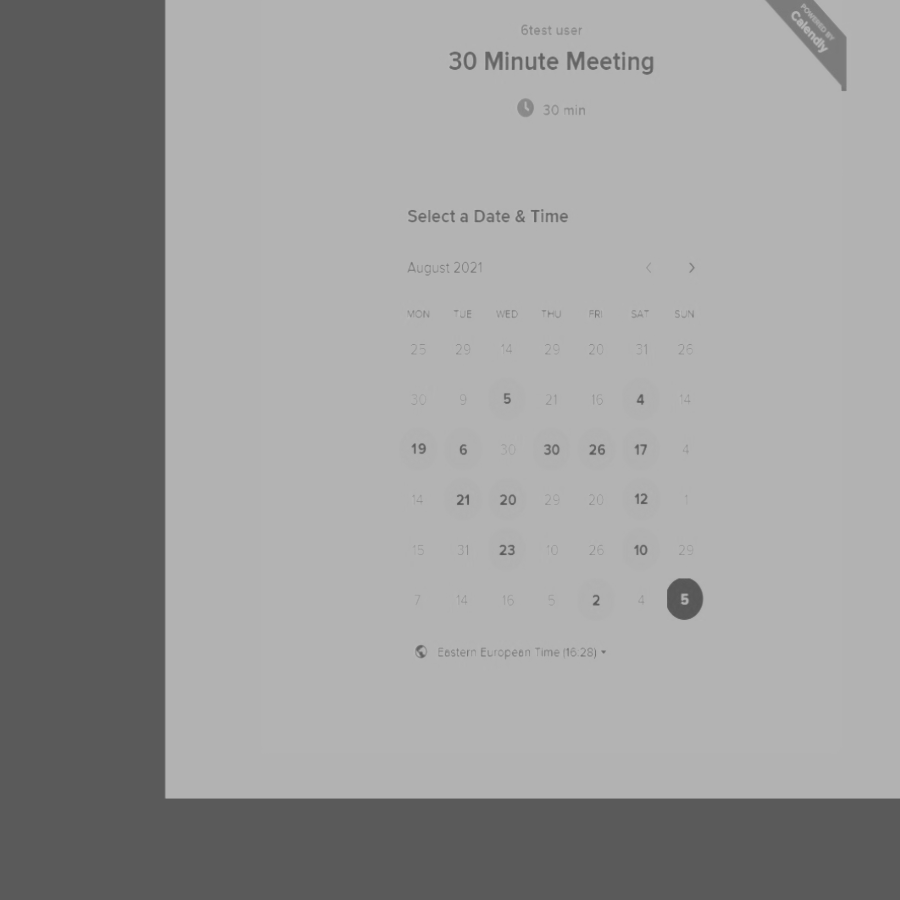 POWERED BY
Calendly
6test user
30 Minute Meeting
30 min
Select a Date & Time
August 2021
MON TUE WED THU FRI SAT SUN
25 29 14 29 20 31 26
30 9 5 21 16 4 14
19 6 30 30 26 17 4
14 21 20 29 20 12 1
15 31 23 10 26 10 29
7 14 16 5 2 4 5
Eastern European Time (16:28)